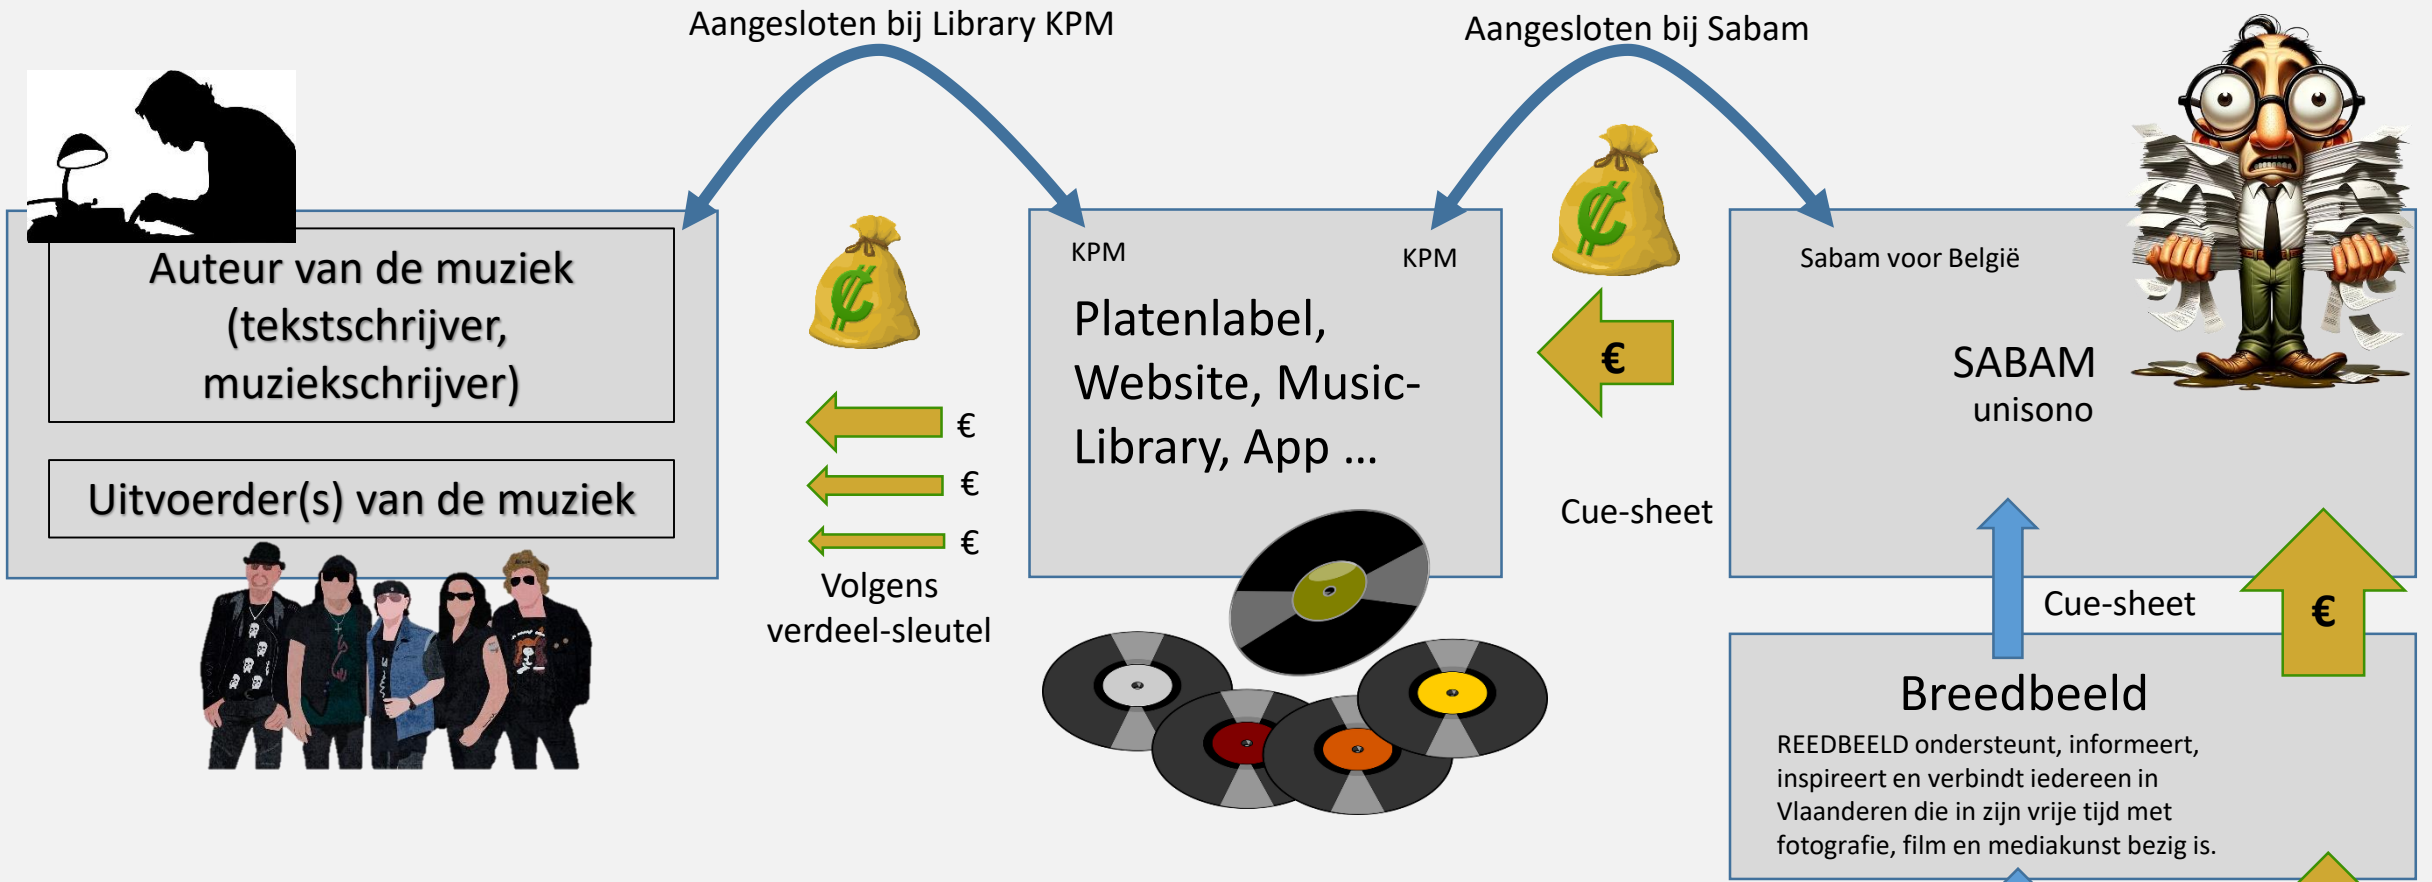 Aangesloten bij Library KPM
Aangesloten bij Sabam
Auteur van de muziek
(tekstschrijver,
muziekschrijver)
Uitvoerder(s) van de muziek
€
€
€
Volgens
verdeel-sleutel
KPM
KPM
Platenlabel,
Website, Music-
Library, App ...
€
Cue-sheet
Sabam voor België
SABAM
unisono
Cue-sheet
€
Breedbeeld
REEDBEELD ondersteunt, informeert,
inspireert en verbindt iedereen in
Vlaanderen die in zijn vrije tijd met
fotografie, film en mediakunst bezig is.